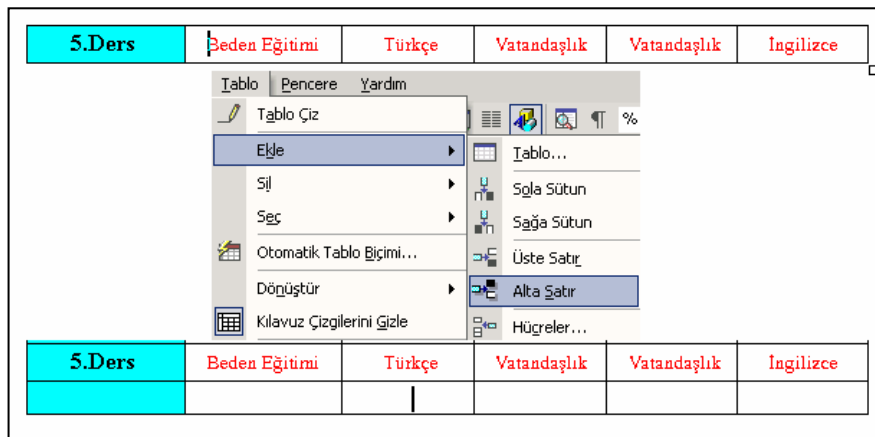 5.Ders Beden Eğitimi Türkçe Vatandaşlık Vatandaşlık İngilizce
Tablo Pencere Yardım
Tablo Çiz
%
Ekle
Tablo...
Sil
Sola Sütun
Seç
Sağa Sütun
Otomatik Tablo Biçimi...
Üste Satır
Dönüştür
Alta Satır
Kılavuz Çizgilerini Gizle
Hücreler...
5.Ders Beden Eğitimi Türkçe Vatandaşlık Vatandaşlık İngilizce